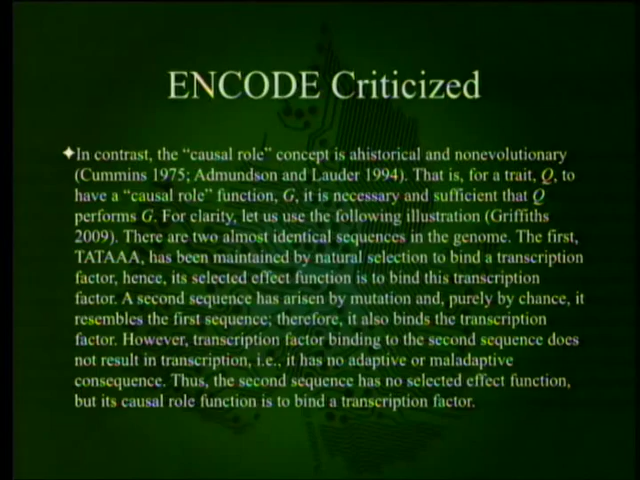 ENCODE Criticized
✦In contrast, the “causal role” concept is ahistorical and nonevolutionary
(Cummins 1975; Admundson and Lauder 1994). That is, for a trait, Q, to
have a “causal role” function, G, it is necessary and sufficient that Q
performs G. For clarity, let us use the following illustration (Griffiths
2009). There are two almost identical sequences in the genome. The first,
TATAAA, has been maintained by natural selection to bind a transcription
factor, hence, its selected effect function is to bind this transcription
factor. A second sequence has arisen by mutation and, purely by chance, it
resembles the first sequence; therefore, it also binds the transcription
factor. However, transcription factor binding to the second sequence does
not result in transcription, i.e., it has no adaptive or maladaptive
consequence. Thus, the second sequence has no selected effect function,
but its causal role function is to bind a transcription factor.